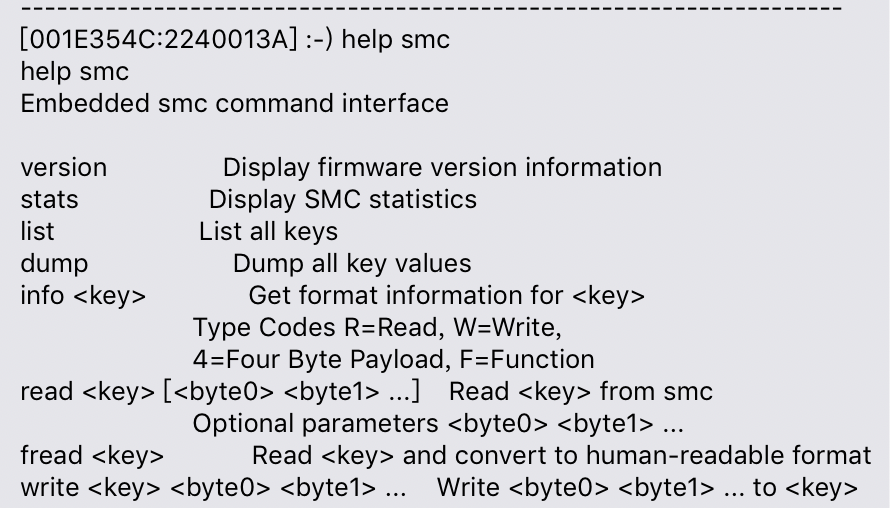 --------------------------------------------------------------------
[001E354C:2240013A] :-) help smc
help smc
Embedded smc command interface
version Display firmware version information
stats Display SMC statistics
list List all keys
dump Dump all key values
info <key> Get format information for <key>
Type Codes R=Read, W=Write,
4=Four Byte Payload, F=Function
read <key> [<byte0> <byte1> ...] Read <key> from smc
Optional parameters <byte0> <byte1> ...
fread <key> Read <key> and convert to human-readable format
write <key> <byte0> <byte1> ... Write <byte0> <byte1> ... to <key>